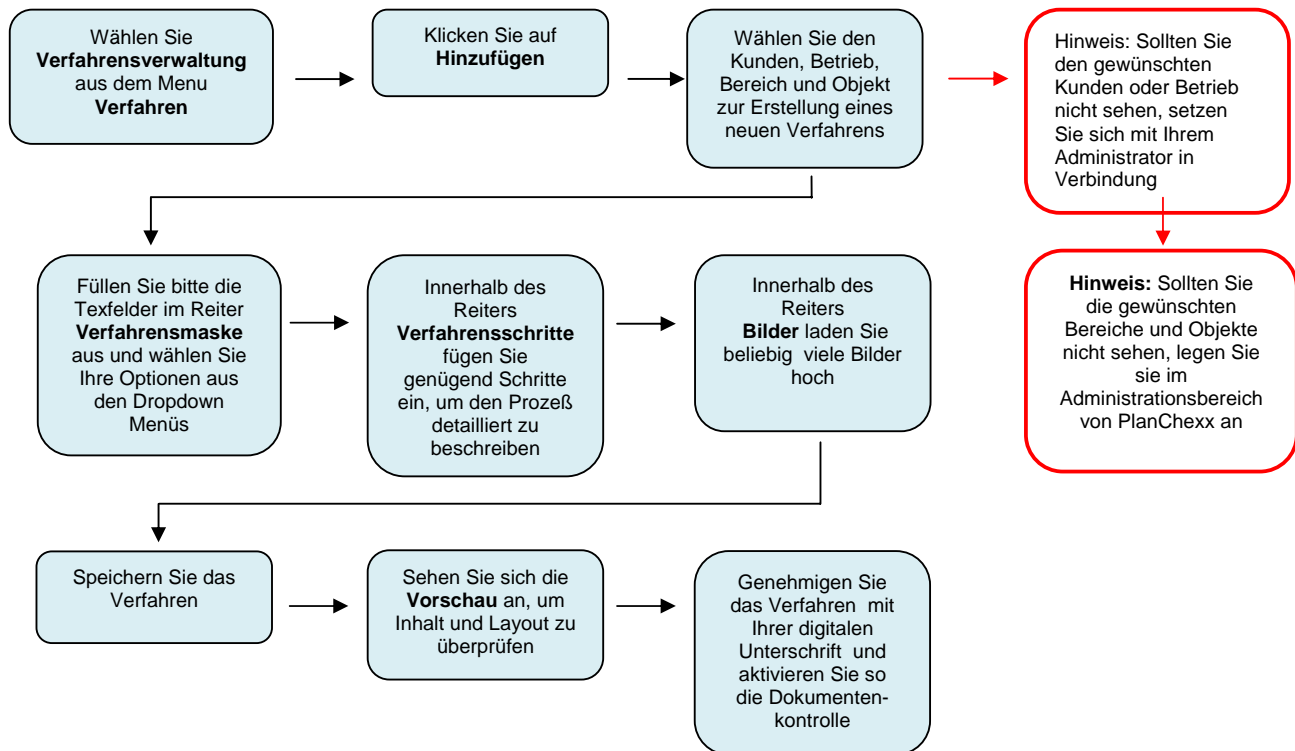 Wählen Sie
Verfahrensverwaltung
aus dem Menu
Verfahren
Klicken Sie auf
Hinzufügen
Wählen Sie den
Kunden, Betrieb,
Bereich und Objekt
zur Erstellung eines
neuen Verfahrens
Hinweis: Sollten Sie
den gewünschten
Kunden oder Betrieb
nicht sehen, setzen
Sie sich mit Ihrem
Administrator in
Verbindung
Füllen Sie bitte die
Texfelder im Reiter
Verfahrensmaske
aus und wählen Sie
Ihre Optionen aus
den Dropdown
Menüs
Innerhalb des
Reiters
Verfahrensschritte
fügen Sie
genügend Schritte
ein, um den Prozeß
detailliert zu
beschreiben
Innerhalb des
Reiters
Bilder laden Sie
beliebig viele Bilder
hoch
Hinweis: Sollten Sie
die gewünschten
Bereiche und Objekte
nicht sehen, legen Sie
sie im
Administrationsbereich
von PlanChexx an
Speichern Sie das
Verfahren
Sehen Sie sich die
Vorschau an, um
Inhalt und Layout zu
überprüfen
Genehmigen Sie
das Verfahren mit
Ihrer digitalen
Unterschrift und
aktivieren Sie so
die Dokumenten-
kontrolle